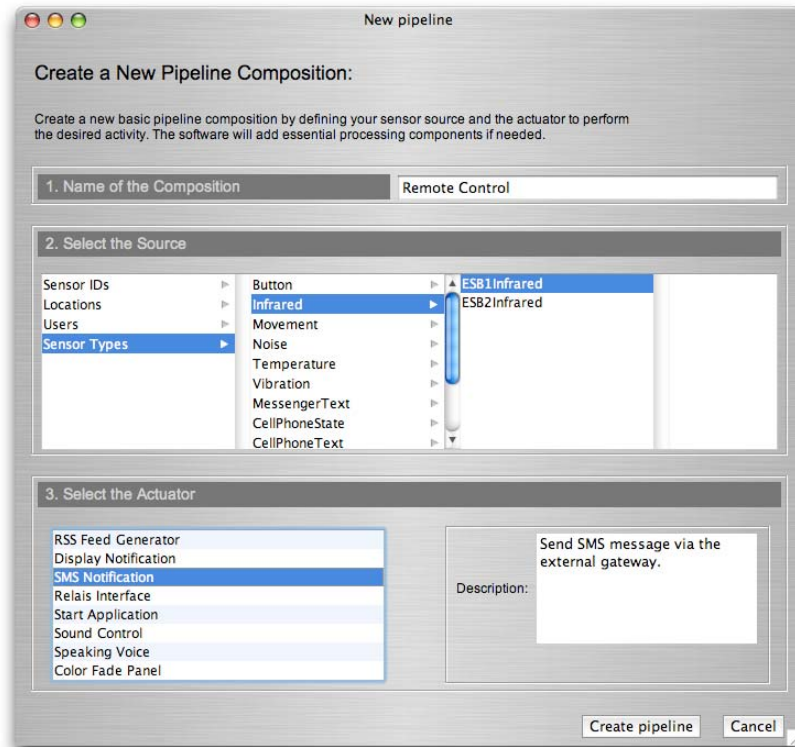 New pipeline
Create a New Pipeline Composition:
Create a new basic pipeline composition by defining your sensor source and the actuator to perform
the desired activity. The software will add essential processing components if needed.
1. Name of the Composition
Remote Control
2. Select the Source
Sensor IDs
Locations
Users
Sensor Types
Button
Infrared
Movement
Noise
Temperature
Vibration
MessengerText
CellPhoneState
CellPhoneText
ESB1Infrared
ESB2Infrared
3. Select the Actuator
RSS Feed Generator
Display Notification
SMS Notification
Relais Interface
Start Application
Sound Control
Speaking Voice
Color Fade Panel
Description:
Send SMS message via the
external gateway.
Create pipeline
Cancel